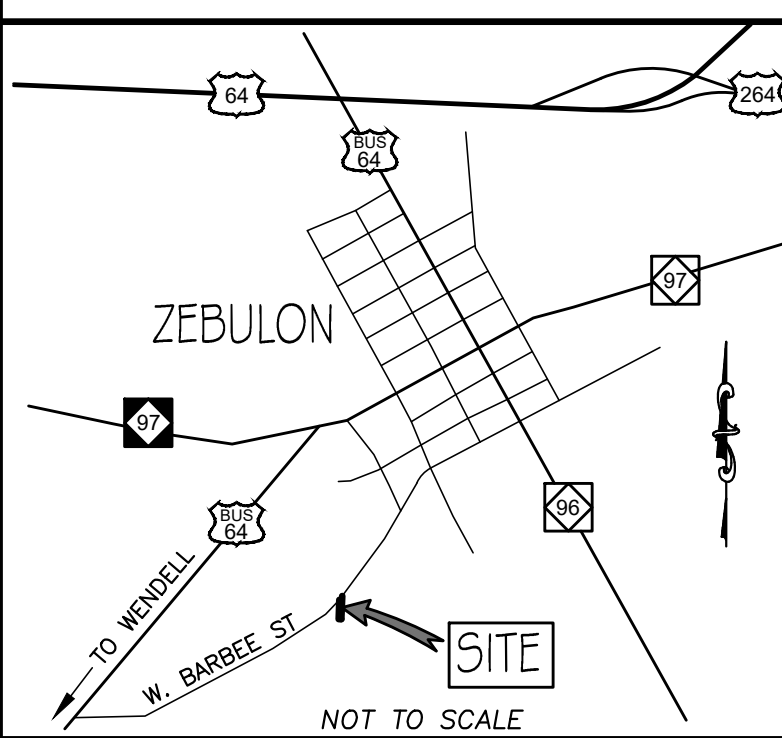 64
264
BUS
64
97
ZEBULON
97
BUS
64
96
TO WENDELL
W. BARBEE ST
SITE
NOT TO SCALE